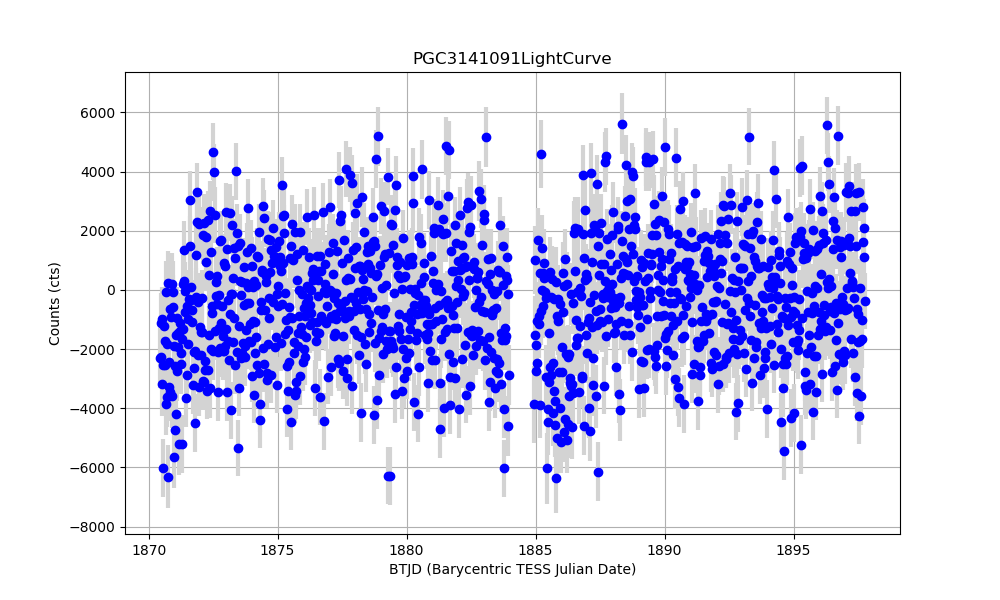 PGC3141091LightCurve
6000
4000
2000
0
−2000
−4000
−6000
−8000
Counts (cts)
1870 1875 1880 1885 1890 1895
BTJD (Barycentric TESS Julian Date)